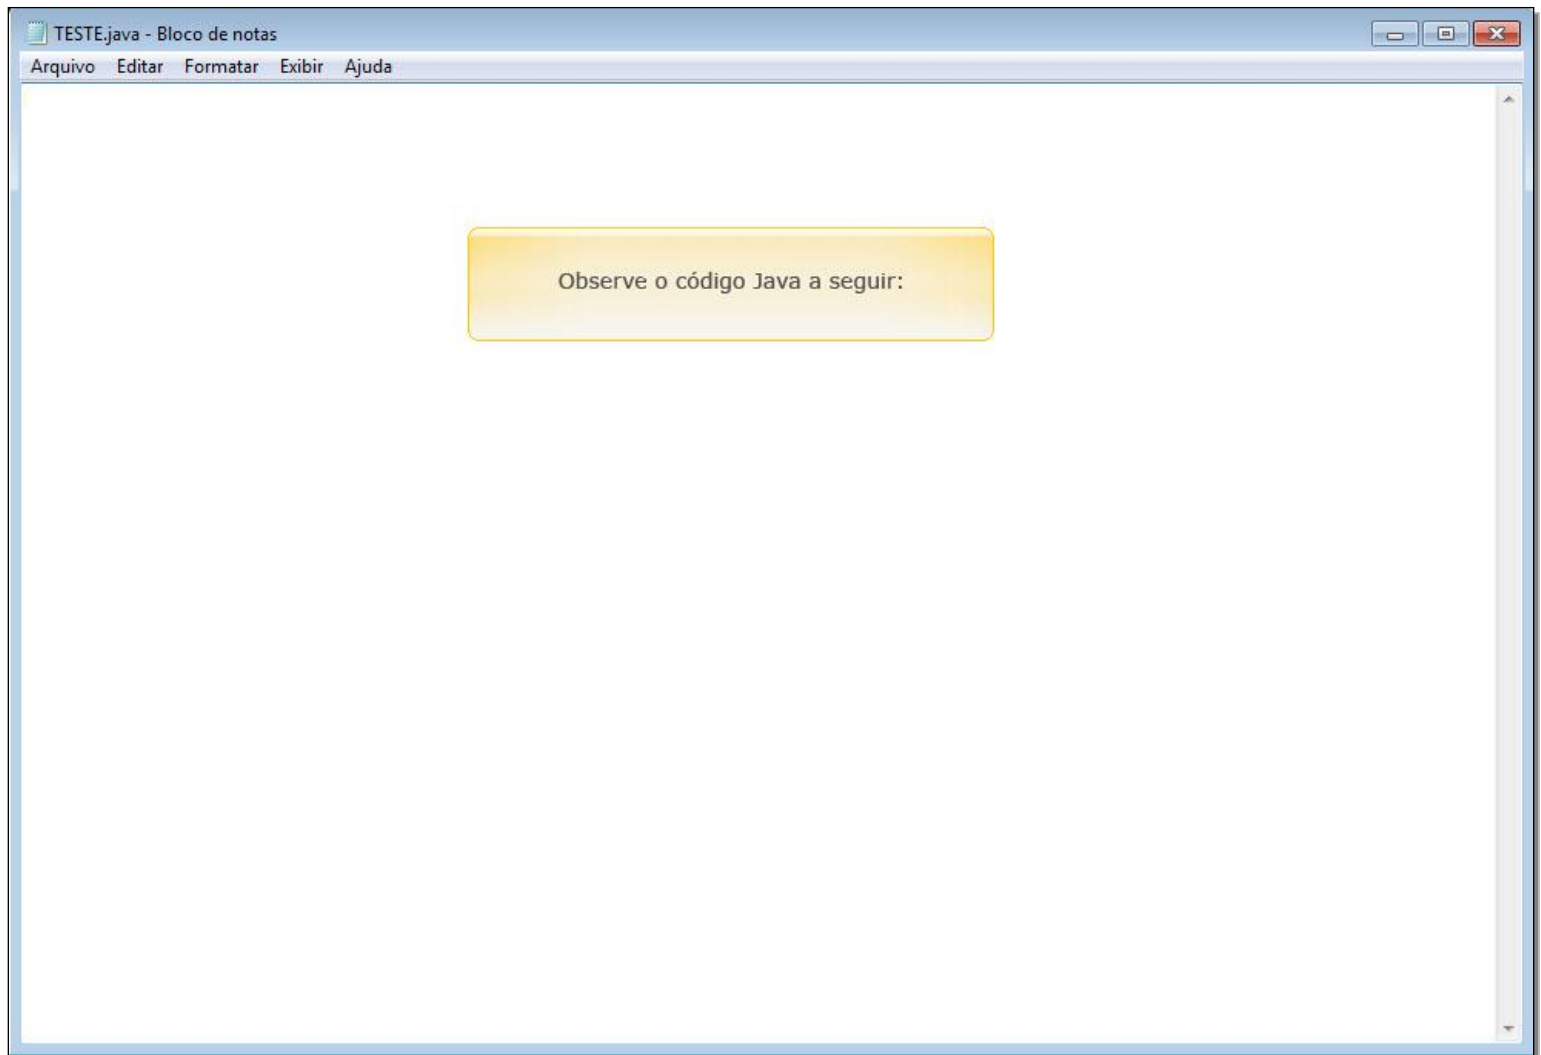 TESTE.java - Bloco de notas
Arquivo Editar Formatar Exibir Ajuda
Observe o código Java a seguir: